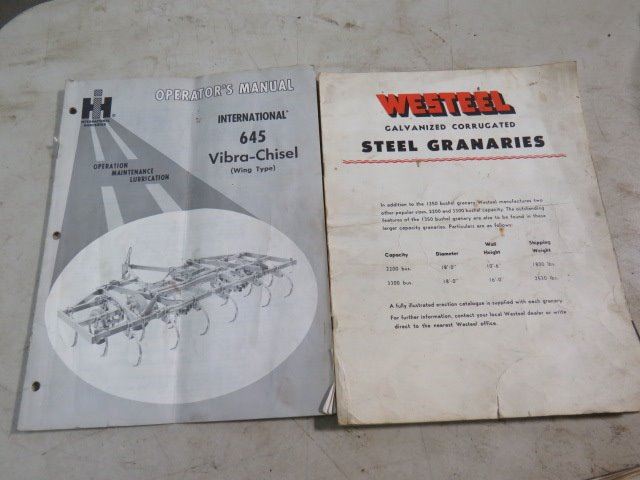 OPERATOR'S MANUAL
IH
INTERNATIONAL
HARVESTER
INTERNATIONAL
645
Vibra-Chisel
(Wing Type)
OPERATION
MAINTENANCE
LUBRICATION
WESTEEL
GALVANIZED CORRUGATED
STEEL GRANARIES
In addition to the 1350 bushel granary Westeel manufactures two
other popular sizes, 2200 and 3300 bushel capacity. The outstanding
features of the 1350 bushel granary are also to be found in these
larger capacity granaries. Particulars are as follows:
Capacity Diameter Wall Height Shipping Weight
2200 bus. 18'-0" 10'-8" 1930 lbs.
3300 bus. 18'-0" 16'-0" 2630 lbs.
A fully illustrated erection catalogue is supplied with each granary.
For further information, contact your local Westeel dealer or write
direct to the nearest Westeel office.